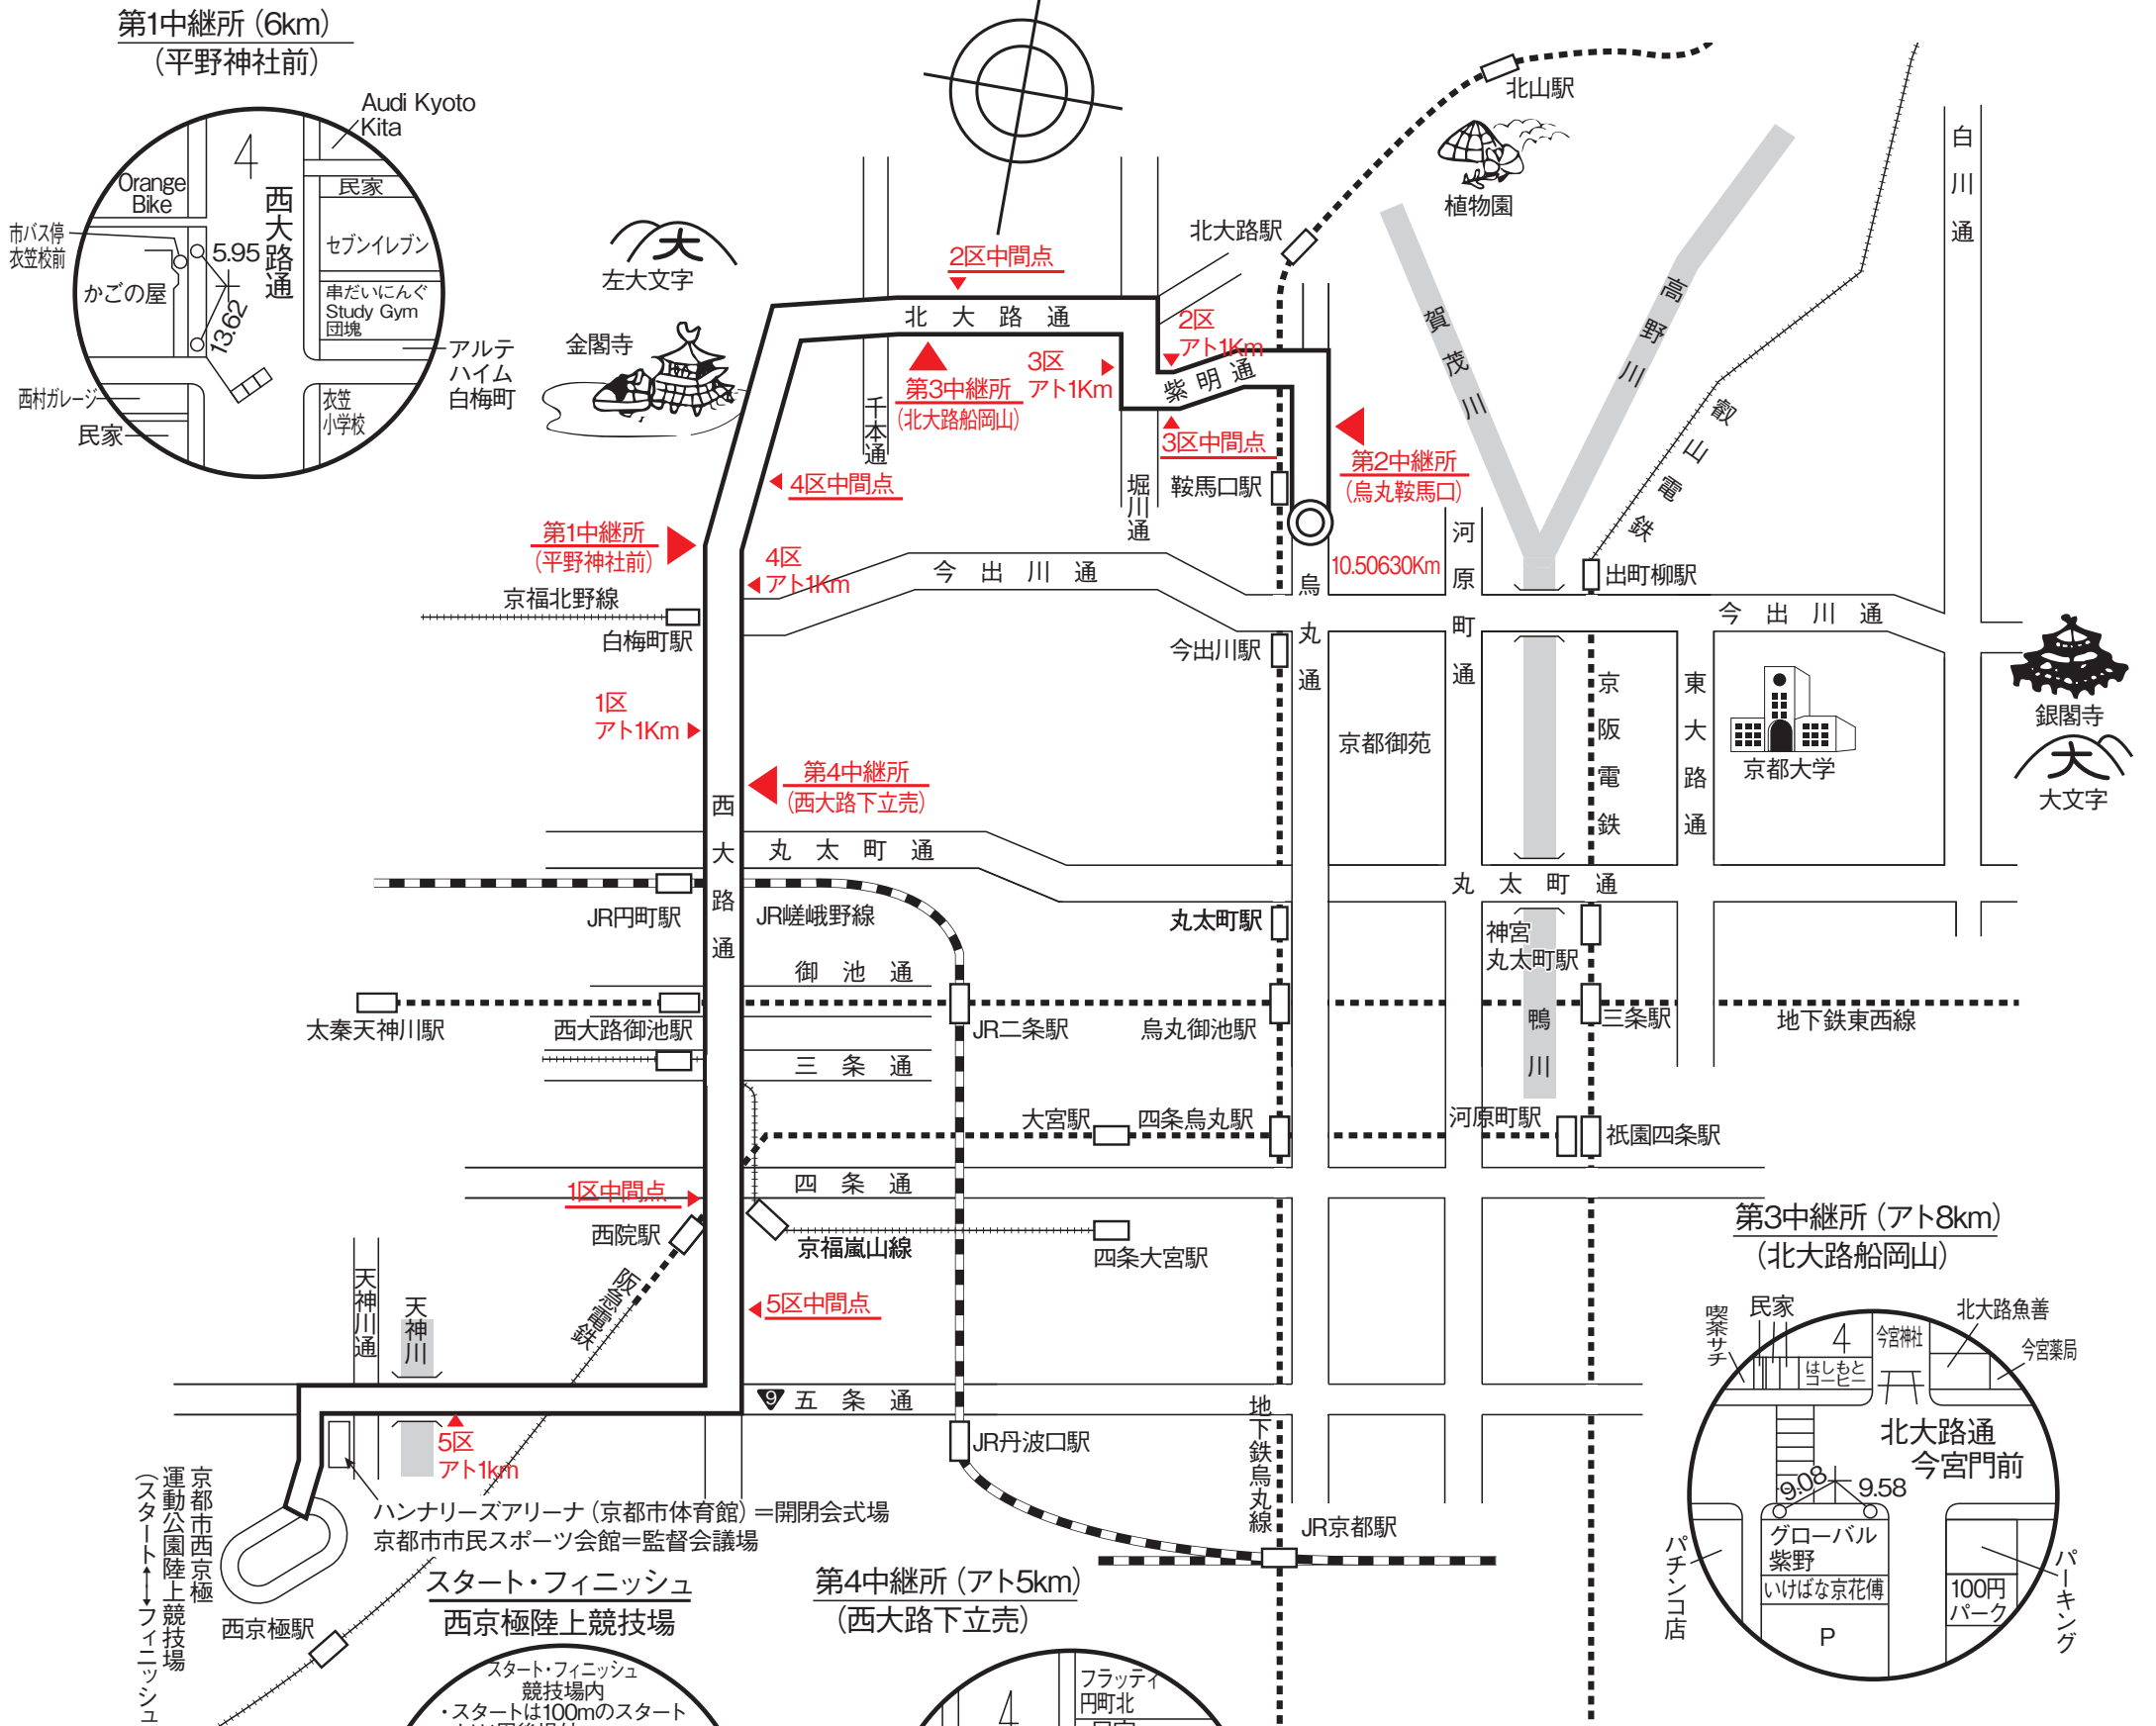 第1中継所（6km）
（平野神社前）
Audi Kyoto
Kita
4
Orange
Bike
民家
西大路通
市バス停
衣笠校前
5.95
セブンイレブン
かごの屋
13.62
串だいにんぐ
Study Gym
団塊
アルテ
ハイム
白梅町
西村ガレージ
民家
衣笠
小学校
大
左大文字
金閣寺
2区中間点
北大路通
北大路駅
北山駅
植物園
賀茂川
高野川
叡山電鉄
白川通
第3中継所
（北大路船岡山）
3区
アト1Km
2区
アト1Km
紫明通
3区中間点
千本通
堀川通
鞍馬口駅
第2中継所
（烏丸鞍馬口）
4区中間点
第1中継所
（平野神社前）
4区
アト1Km
京福北野線
白梅町駅
今出川通
10.50630Km
烏丸通
河原町通
出町柳駅
今出川通
今出川駅
1区
アト1Km
京都御苑
京阪電鉄
東大路通
京都大学
銀閣寺
大
大文字
第4中継所
（西大路下立売）
西大路通
丸太町通
丸太町通
JR円町駅
JR嵯峨野線
丸太町駅
神宮
丸太町駅
御池通
太秦天神川駅
西大路御池駅
JR二条駅
烏丸御池駅
鴨川
三条駅
地下鉄東西線
三条通
大宮駅
四条烏丸駅
河原町駅
祇園四条駅
1区中間点
四条通
西院駅
京福嵐山線
四条大宮駅
阪急電鉄
天神川通
天神川
5区中間点
9
五条通
5区
アト1km
JR丹波口駅
地下鉄烏丸線
JR京都駅
ハンナリーズアリーナ（京都市体育館）＝開閉会式場
京都市市民スポーツ会館＝監督会議場
京都市西京極
運動公園陸上競技場
（スタート←→フィニッシュ
西京極駅
スタート・フィニッシュ
西京極陸上競技場
スタート・フィニッシュ
競技場内
・スタートは100mのスタート
第4中継所（アト5km）
（西大路下立売）
4
フラッティ
円町北
第3中継所（アト8km）
（北大路船岡山）
喫茶サチ
民家
4
今宮神社
北大路魚善
今宮薬局
はしもと
コーヒー
北大路通
今宮門前
9.08
9.58
グローバル
紫野
いけばな京花傳
P
パチンコ店
100円
パーク
パーキング